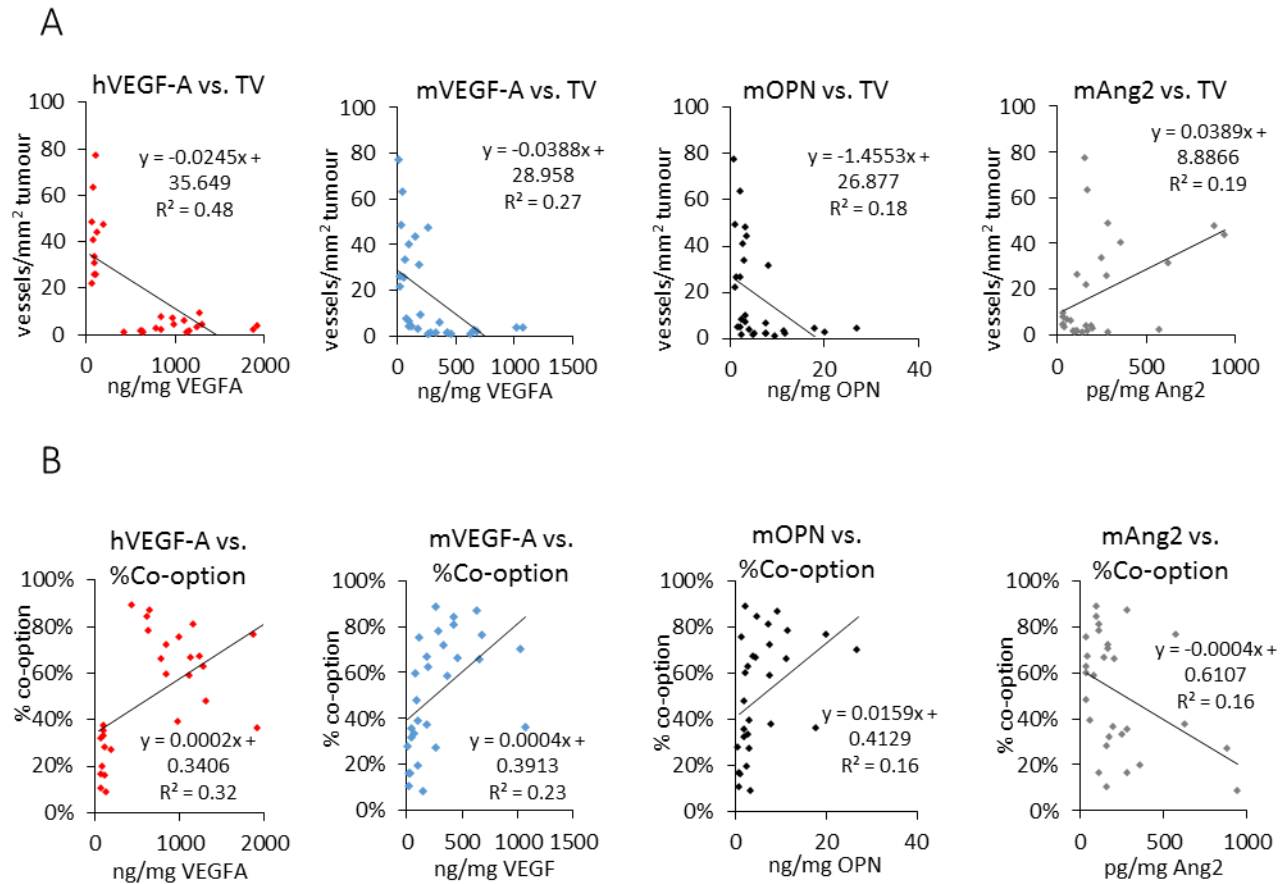 A
hVEGF-A vs. TV
vessels/mm² tumour
100
80
60
40
20
0
y = -0.0245x +
35.649
R² = 0.48
0
1000
2000
ng/mg VEGFA
mVEGF-A vs. TV
100
80
60
40
20
0
y = -0.0388x +
28.958
R² = 0.27
0
500
1000
1500
ng/mg VEGFA
mOPN vs. TV
vessels/mm² tumour
100
80
60
40
20
0
y = -1.4553x +
26.877
R² = 0.18
0
20
40
ng/mg OPN
mAng2 vs. TV
vessels/mm² tumour
100
80
60
40
20
0
y = 0.0389x +
8.8866
R² = 0.19
0
500
1000
pg/mg Ang2
B
hVEGF-A vs.
%Co-option
% co-option
100%
80%
60%
40%
20%
0%
y = 0.0002x +
0.3406
R² = 0.32
0
1000
2000
ng/mg VEGFA
mVEGF-A vs.
%Co-option
% co-option
100%
80%
60%
40%
20%
0%
y = 0.0004x +
0.3913
R² = 0.23
0
500
1000
1500
ng/mg VEGF
mOPN vs.
%Co-option
% co-option
100%
80%
60%
40%
20%
0%
y = 0.0159x +
0.4129
R² = 0.16
0
20
40
ng/mg OPN
mAng2 vs.
%Co-option
% co-option
100%
80%
60%
40%
20%
0%
y = -0.0004x +
0.6107
R² = 0.16
0
500
1000
pg/mg Ang2